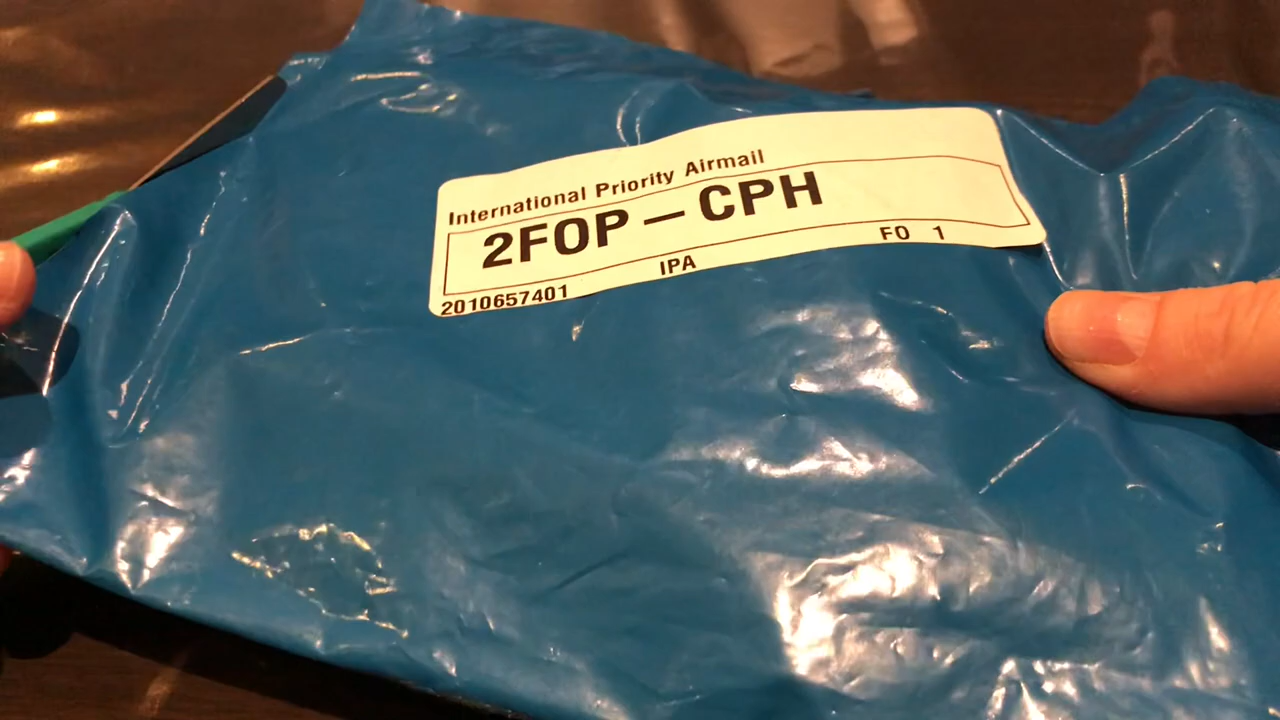 International Priority Airmail
2FOP — CPH
FO 1
IPA
2010657401